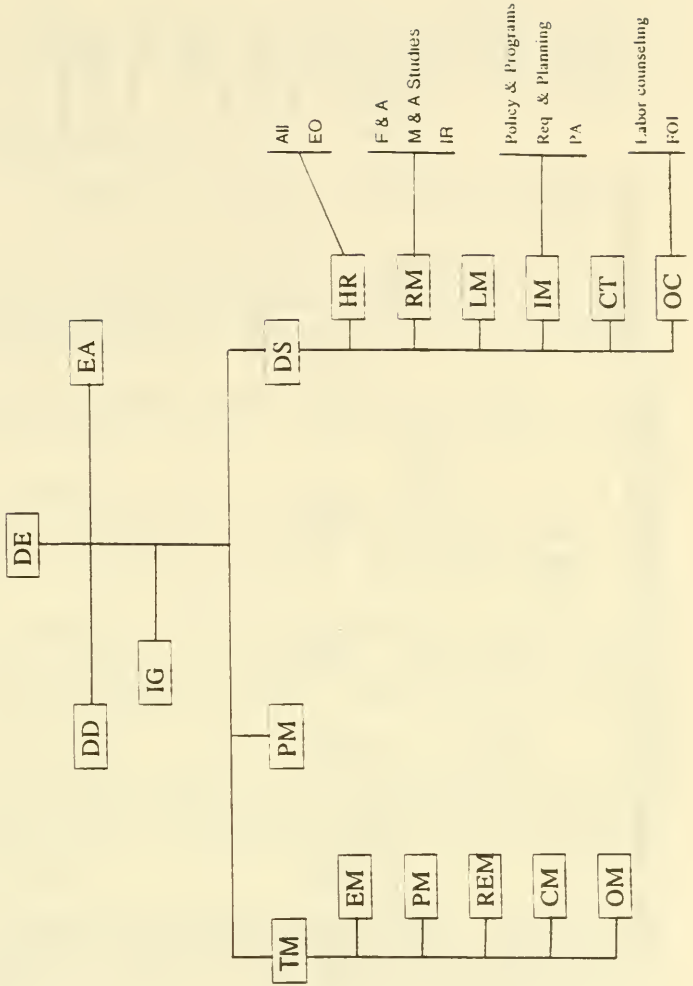 DE
DD
EA
IG
TM
PM
DS
EM
PM
REM
CM
OM
HR
All
EO
RM
F & A
M & A Studies
IR
LM
IM
Policy & Programs
Req & Planning
PA
CT
OC
Labor counseling
FOI